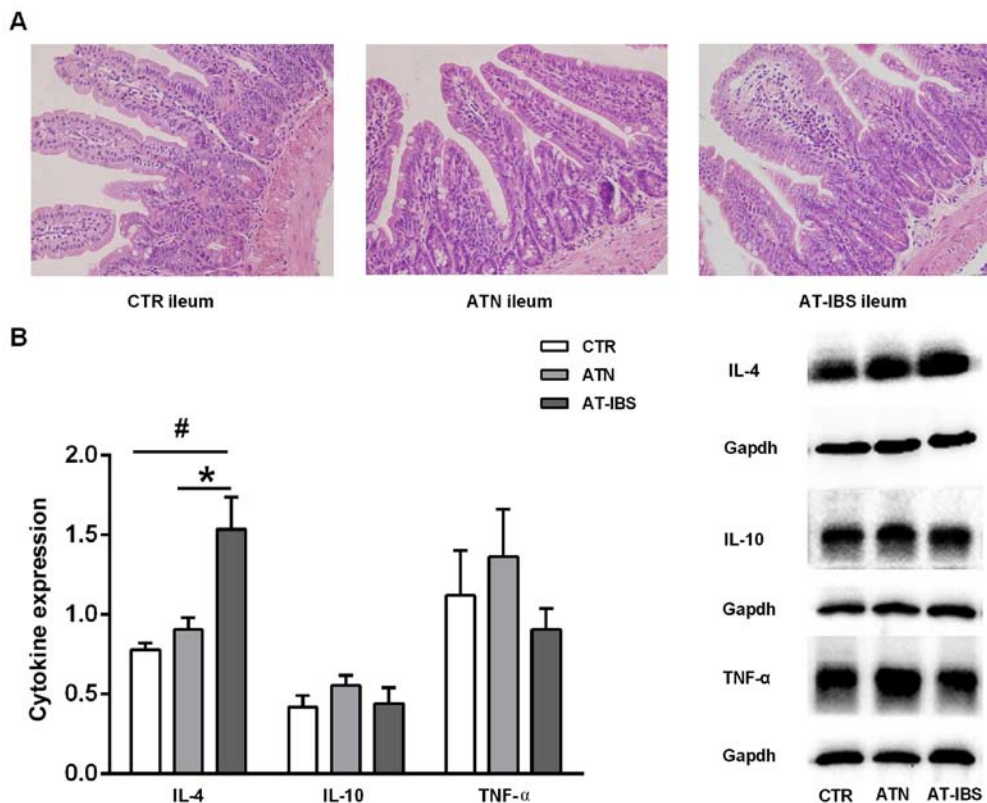 A
CTR ileum
ATN ileum
AT-IBS ileum
B
CTR
ATN
AT-IBS
#
*
2.0
1.5
1.0
0.5
0.0
Cytokine expression
IL-4
IL-10
TNF-α
IL-4
Gapdh
IL-10
Gapdh
TNF-α
Gapdh
CTR ATN AT-IBS